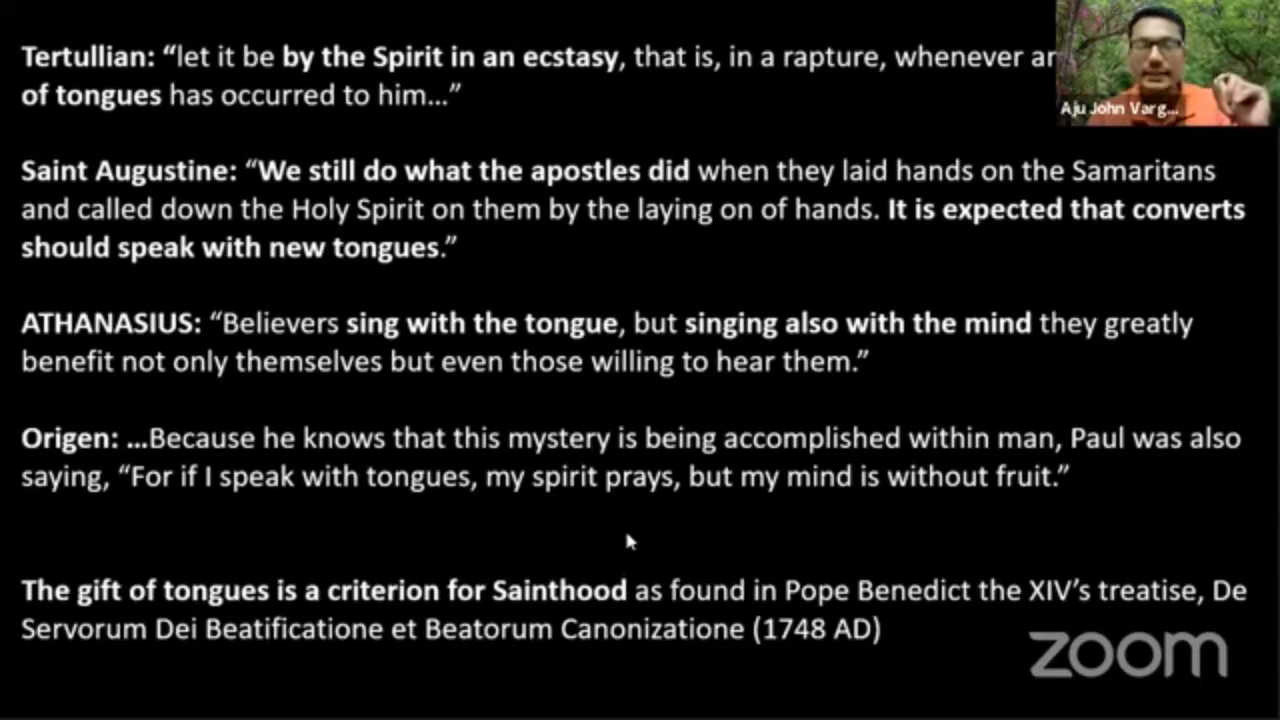 Tertullian: “let it be by the Spirit in an ecstasy, that is, in a rapture, whenever
of tongues has occurred to him…”
Aju John Varg...
Saint Augustine: “We still do what the apostles did when they laid hands on the Samaritans
and called down the Holy Spirit on them by the laying on of hands. It is expected that converts
should speak with new tongues.”
ATHANASIUS: “Believers sing with the tongue, but singing also with the mind they greatly
benefit not only themselves but even those willing to hear them.”
Origen: …Because he knows that this mystery is being accomplished within man, Paul was also
saying, “For if I speak with tongues, my spirit prays, but my mind is without fruit.”
The gift of tongues is a criterion for Sainthood as found in Pope Benedict the XIV’s treatise, De
Servorum Dei Beatificatione et Beatorum Canonizatione (1748 AD)
zoom